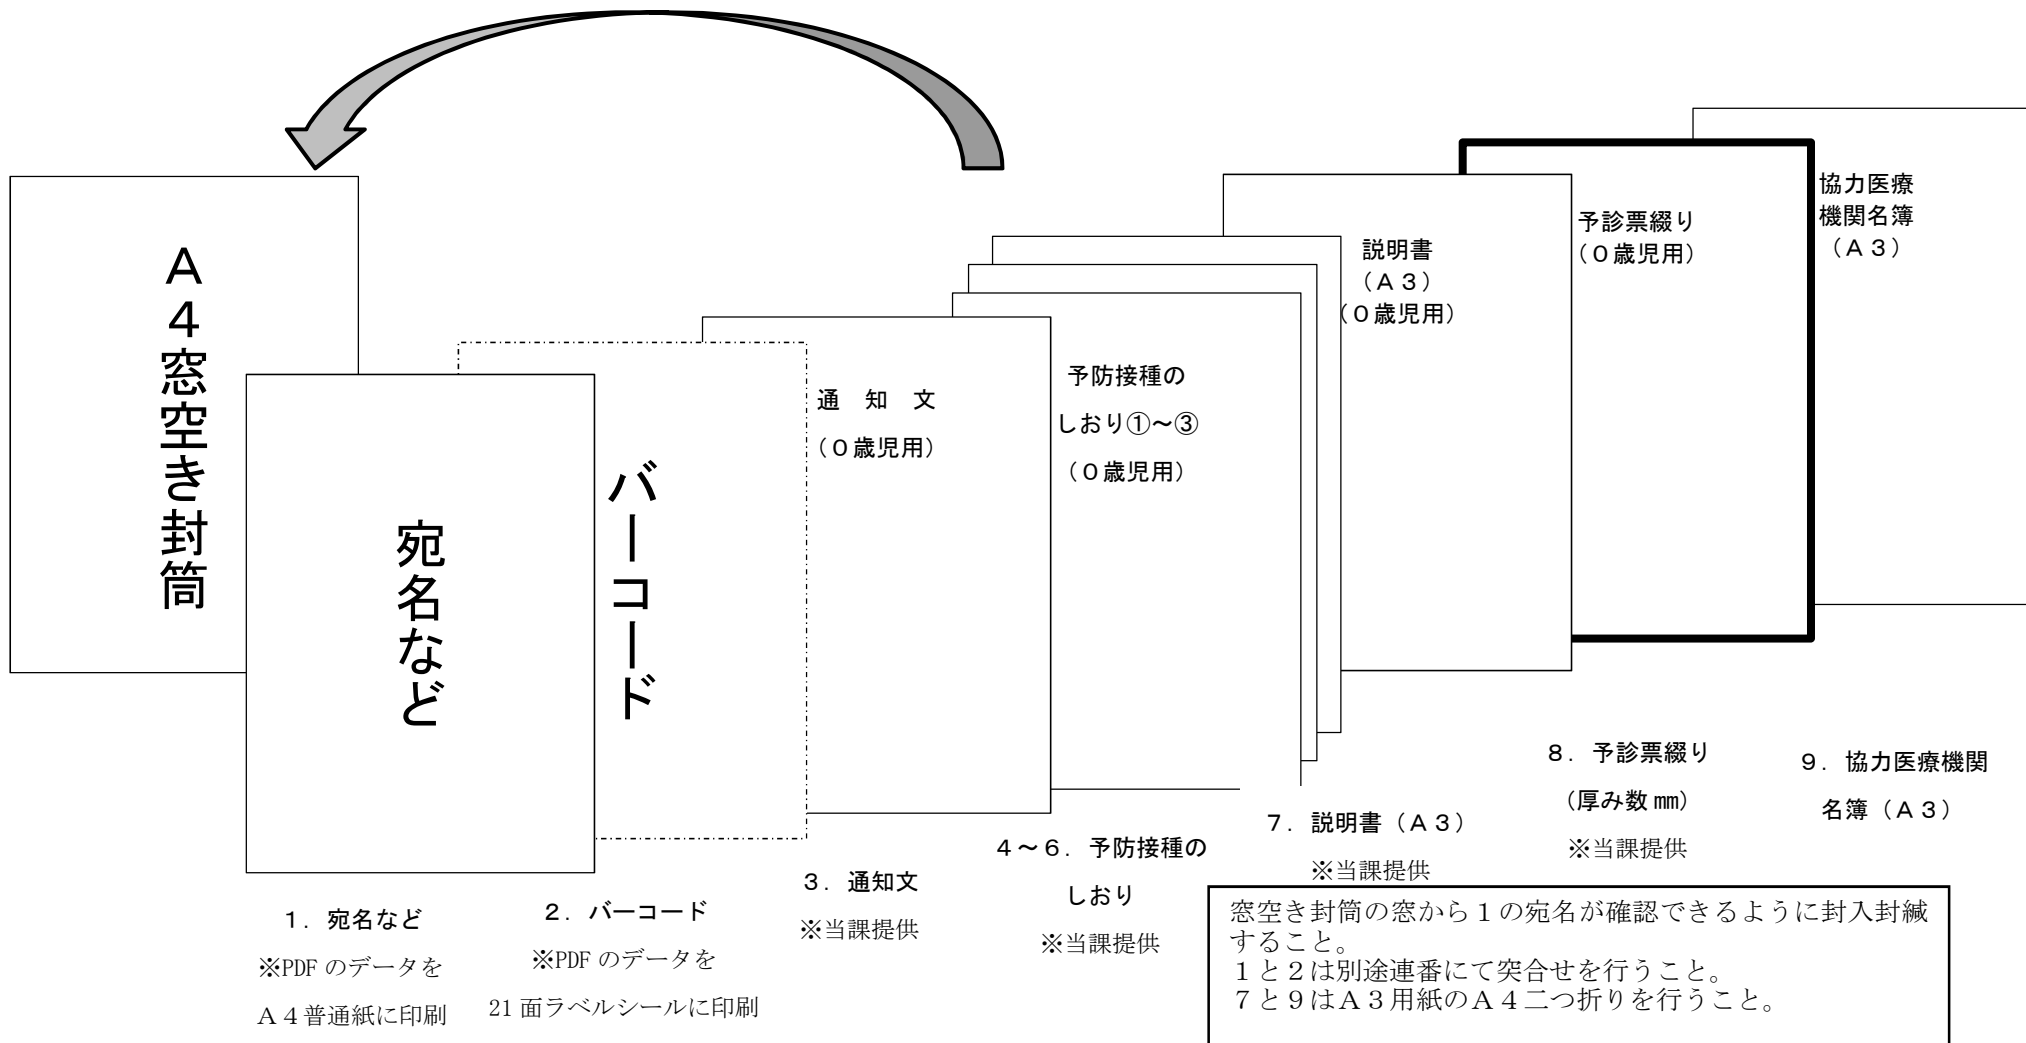 Ａ４窓空き封筒
宛名など
バーコード
通　知　文
（０歳児用）
予防接種の
しおり①～③
（０歳児用）
説明書
（Ａ３）
（０歳児用）
予診票綴り
（０歳児用）
協力医療
機関名簿
（Ａ３）
１．宛名など
※PDF のデータを
Ａ４普通紙に印刷
２．バーコード
※PDF のデータを
21 面ラベルシールに印刷
３．通知文
※当課提供
４～６．予防接種の
しおり
※当課提供
７．説明書（Ａ３）
※当課提供
８．予診票綴り
（厚み数 ㎜）
※当課提供
９．協力医療機関
名簿（Ａ３）
窓空き封筒の窓から１の宛名が確認できるように封入封緘
すること。
１と２は別途連番にて突合せを行うこと。
７と９はＡ３用紙のＡ４二つ折りを行うこと。